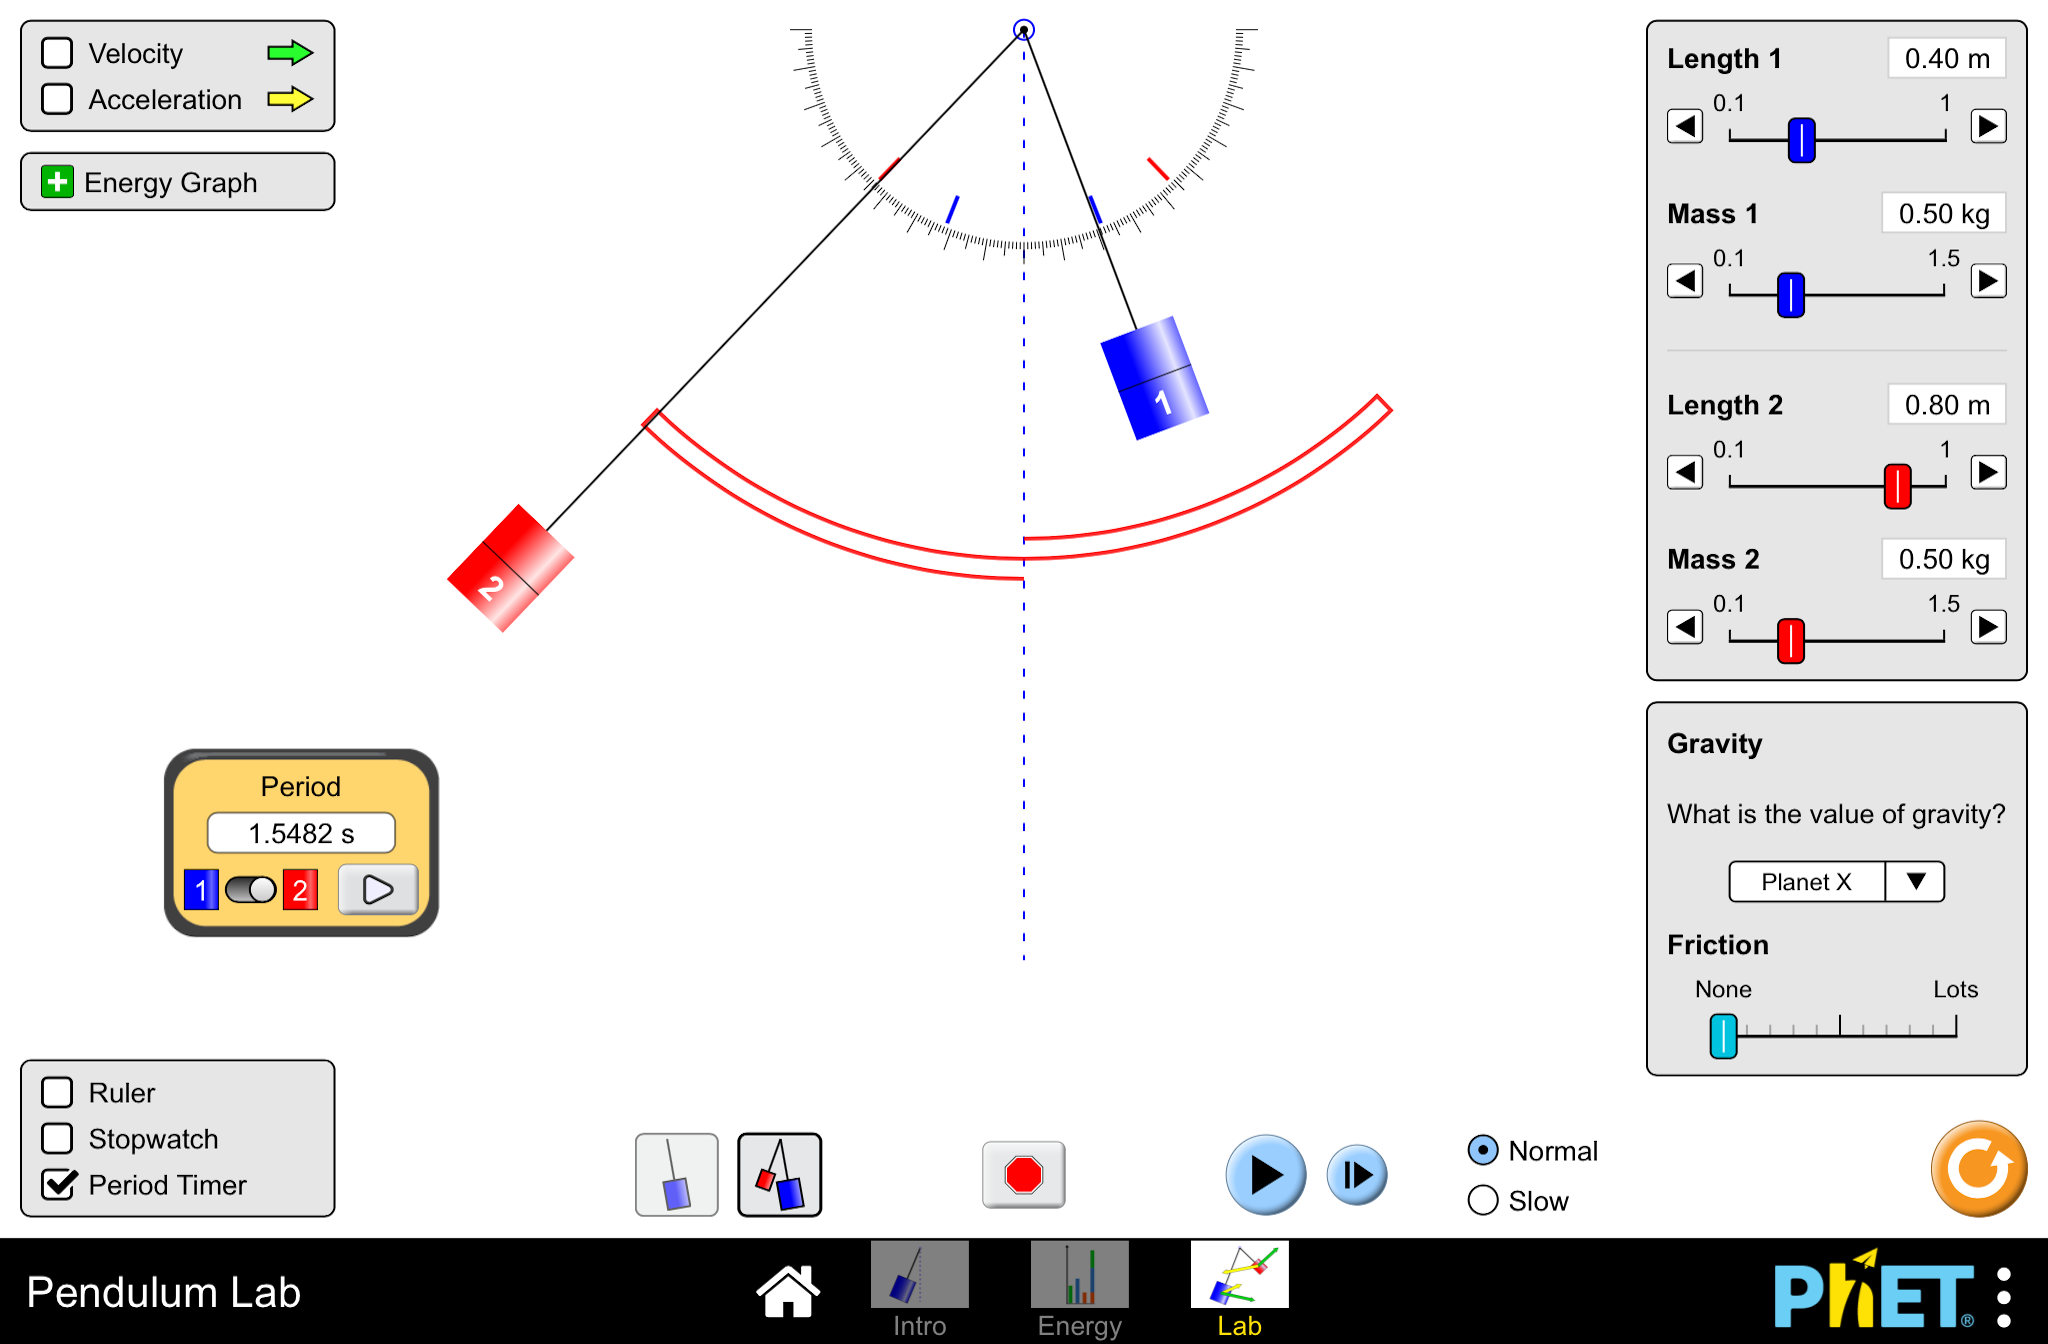 Velocity
Acceleration
Energy Graph
Length 1 0.40 m
0.1 1
Mass 1 0.50 kg
0.1 1.5
Length 2 0.80 m
0.1 1
Mass 2 0.50 kg
0.1 1.5
1
2
Gravity
What is the value of gravity?
Planet X
Friction
None Lots
Period
1.5482 s
1 2
Ruler
Stopwatch
Period Timer
Normal
Slow
Pendulum Lab
Intro
Energy
Lab
PhET®